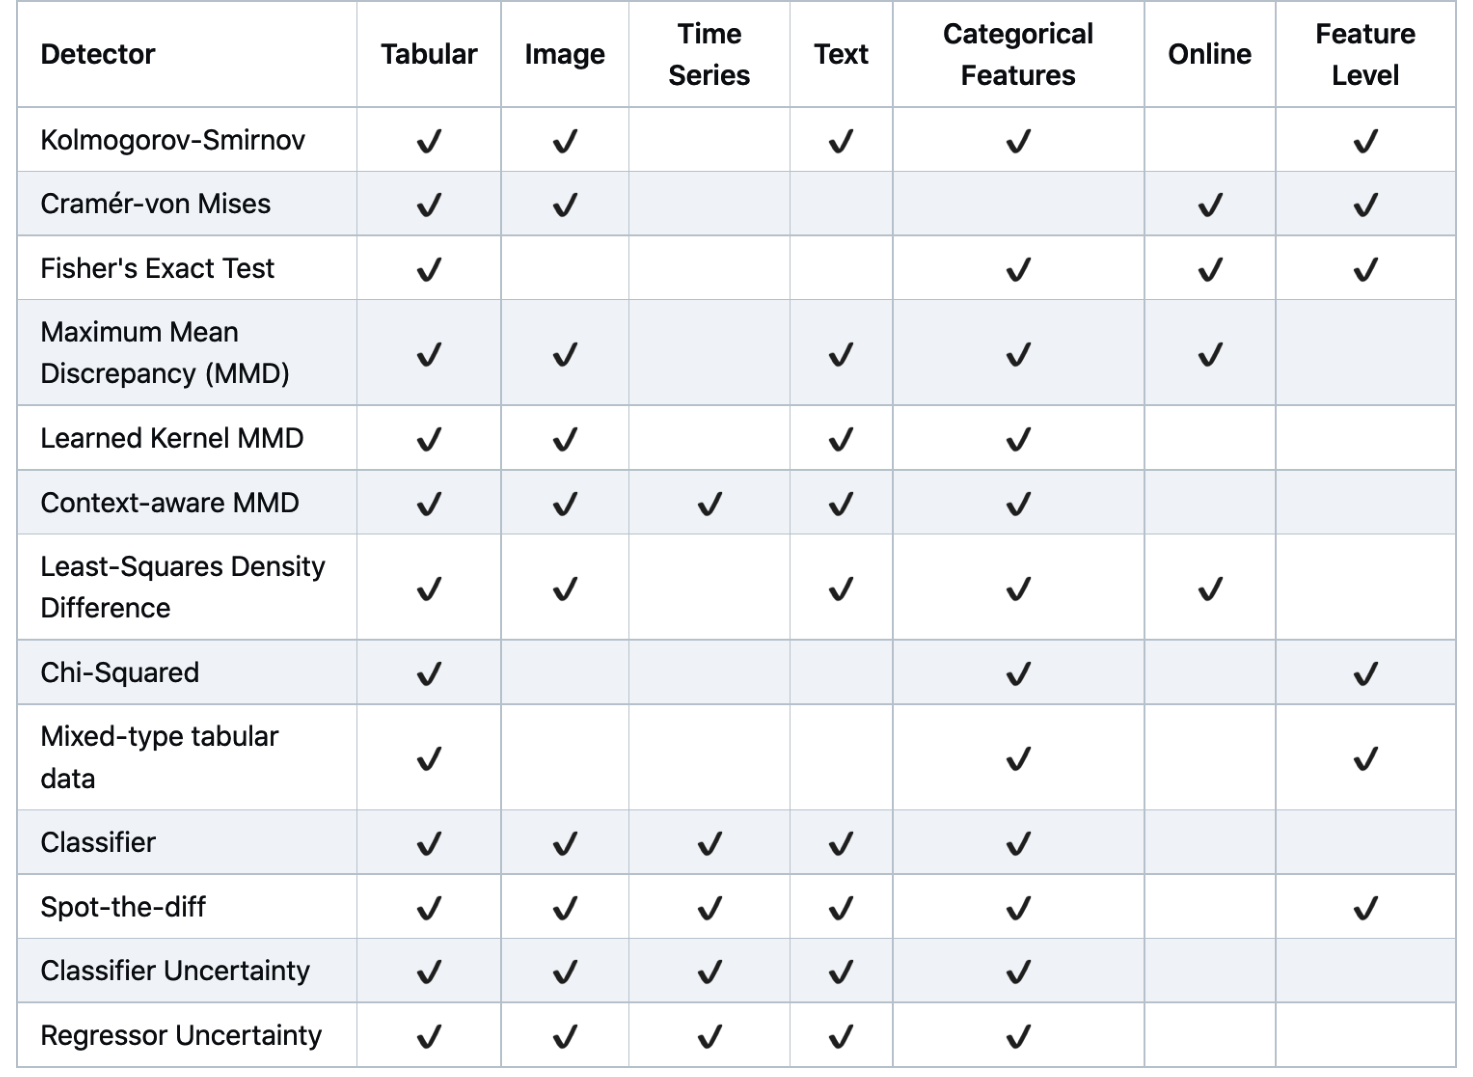 Detector Tabular Image Time Series Text Categorical Features Online Feature Level
Kolmogorov-Smirnov ✔ ✔ ✔ ✔ ✔
Cramér-von Mises ✔ ✔ ✔ ✔
Fisher's Exact Test ✔ ✔ ✔ ✔
Maximum Mean
Discrepancy (MMD) ✔ ✔ ✔ ✔ ✔
Learned Kernel MMD ✔ ✔ ✔ ✔
Context-aware MMD ✔ ✔ ✔ ✔ ✔
Least-Squares Density
Difference ✔ ✔ ✔ ✔ ✔
Chi-Squared ✔ ✔ ✔
Mixed-type tabular
data ✔ ✔ ✔
Classifier ✔ ✔ ✔ ✔ ✔
Spot-the-diff ✔ ✔ ✔ ✔ ✔ ✔
Classifier Uncertainty ✔ ✔ ✔ ✔ ✔
Regressor Uncertainty ✔ ✔ ✔ ✔ ✔